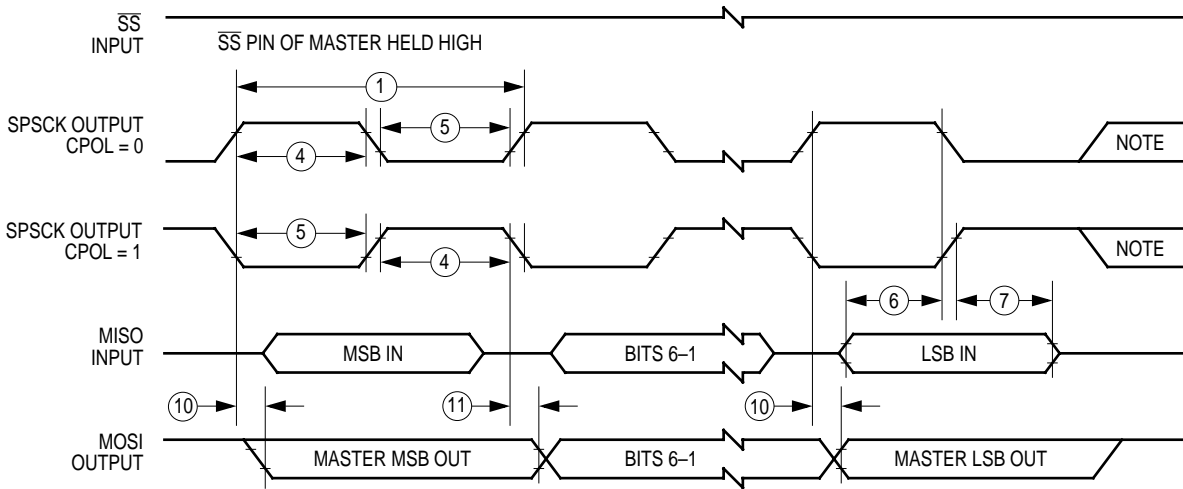 SS
INPUT
SS PIN OF MASTER HELD HIGH
1
SPSCK OUTPUT
CPOL = 0
5
4
NOTE
SPSCK OUTPUT
CPOL = 1
5
4
NOTE
6
7
MISO
INPUT
MSB IN
BITS 6–1
LSB IN
10
11
10
MOSI
OUTPUT
MASTER MSB OUT
BITS 6–1
MASTER LSB OUT